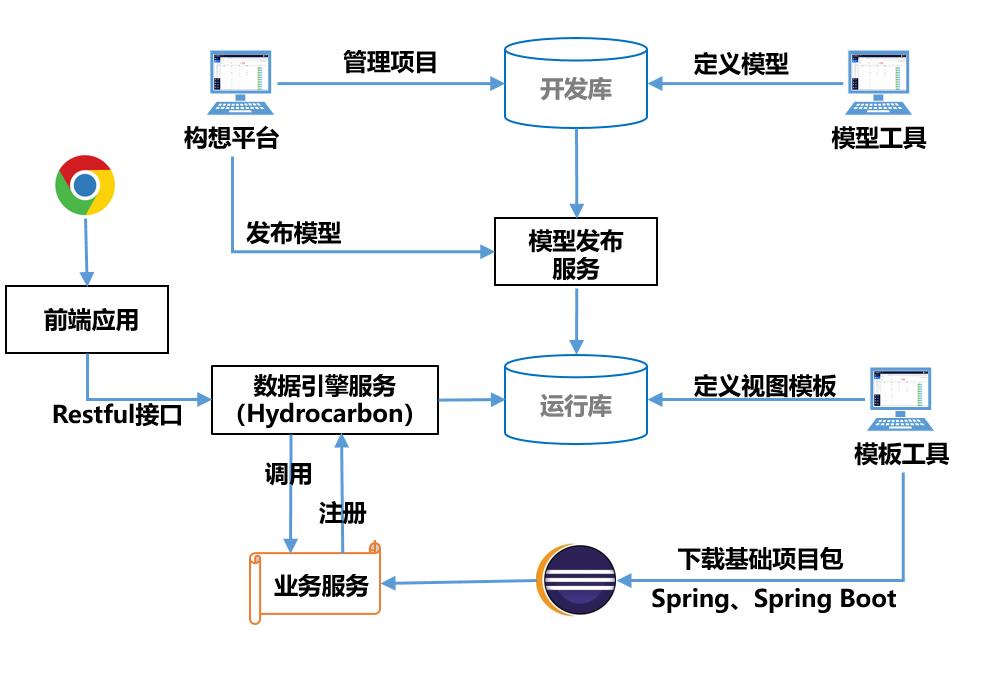 管理项目
定义模型
开发库
构想平台
模型工具
发布模型
模型发布
服务
前端应用
数据引擎服务
（Hydrocarbon）
运行库
定义视图模板
Restful接口
模板工具
调用
注册
下载基础项目包
业务服务
Spring、Spring Boot